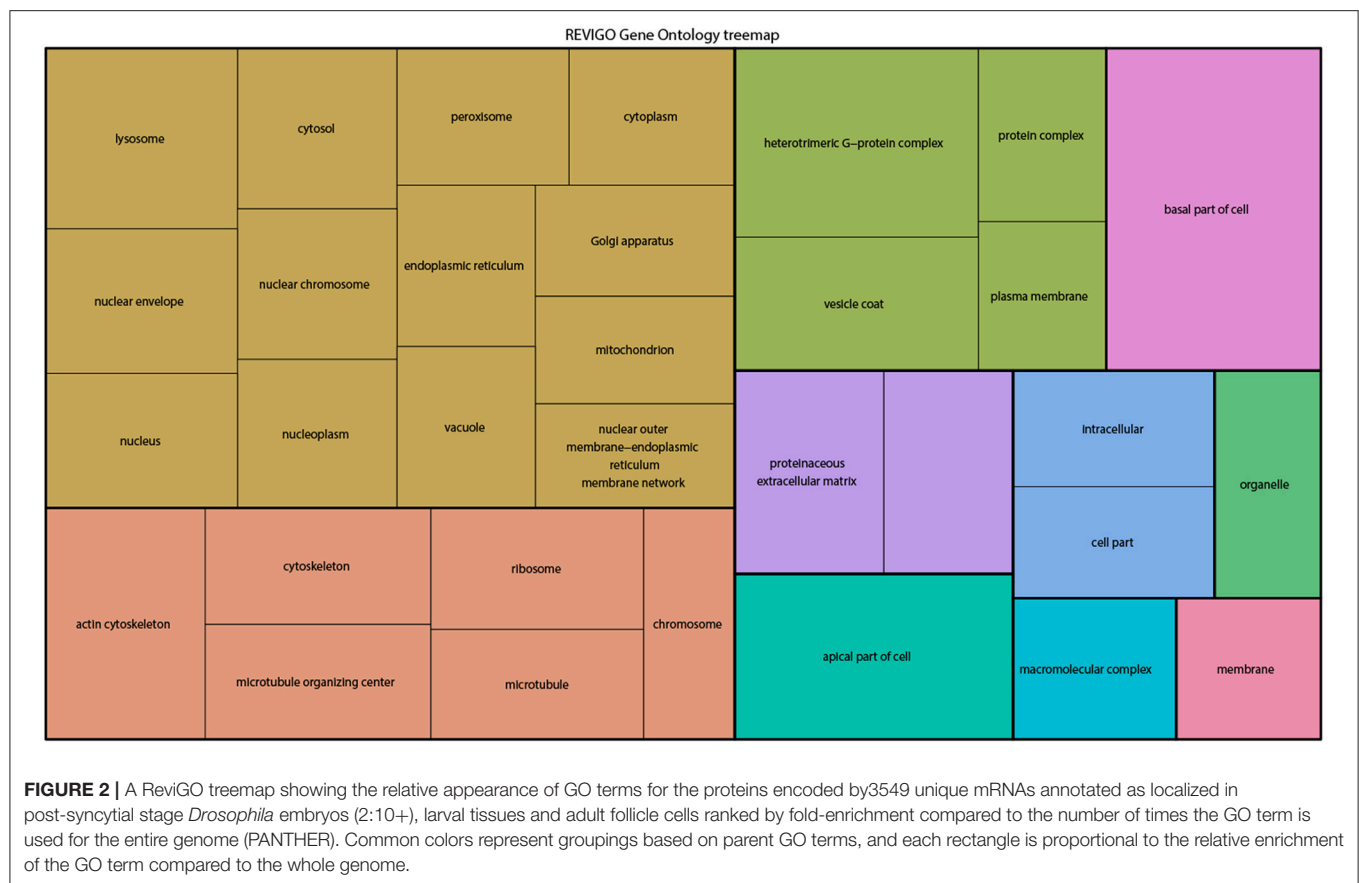 REVIGO Gene Ontology treemap
lysosome
cytosol
peroxisome
cytoplasm
nuclear envelope
nuclear chromosome
endoplasmic reticulum
Golgi apparatus
mitochondrion
nucleus
nucleoplasm
vacuole
nuclear outer
membrane–endoplasmic
reticulum
membrane network
actin cytoskeleton
cytoskeleton
ribosome
chromosome
microtubule organizing center
microtubule
heterotrimeric G–protein complex
protein complex
vesicle coat
plasma membrane
basal part of cell
proteinaceous
extracellular matrix
intracellular
cell part
organelle
apical part of cell
macromolecular complex
membrane
FIGURE 2 | A ReviGO treemap showing the relative appearance of GO terms for the proteins encoded by3549 unique mRNAs annotated as localized in
post-syncytial stage Drosophila embryos (2:10+), larval tissues and adult follicle cells ranked by fold-enrichment compared to the number of times the GO term is
used for the entire genome (PANTHER). Common colors represent groupings based on parent GO terms, and each rectangle is proportional to the relative enrichment
of the GO term compared to the whole genome.